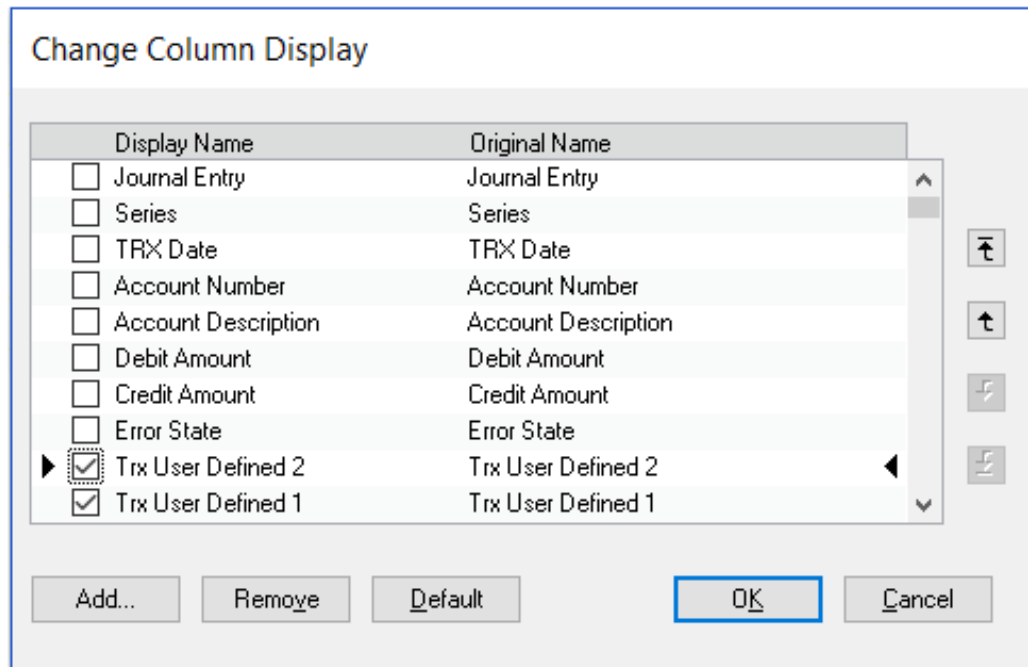 Change Column Display
Display Name Original Name
Journal Entry Journal Entry
Series Series
TRX Date TRX Date
Account Number Account Number
Account Description Account Description
Debit Amount Debit Amount
Credit Amount Credit Amount
Error State Error State
Trx User Defined 2 Trx User Defined 2
Trx User Defined 1 Trx User Defined 1
Add... Remove Default OK Cancel